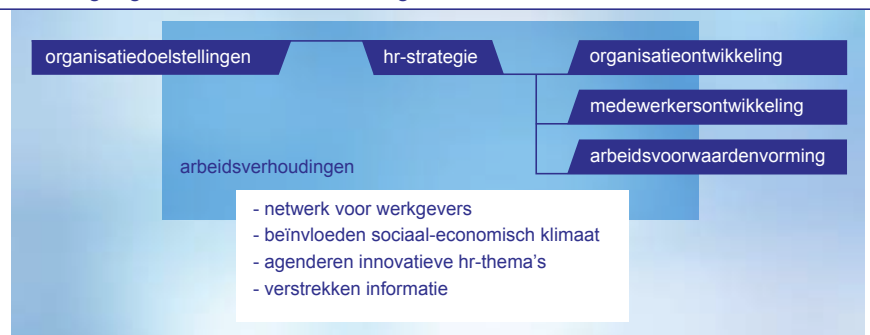 organisatiedoelstellingen
hr-strategie
organisatieontwikkeling
medewerkersontwikkeling
arbeidsvoorwaardenvorming
arbeidsverhoudingen
- netwerk voor werkgevers
- beïnvloeden sociaal-economisch klimaat
- agenderen innovatieve hr-thema's
- verstrekken informatie